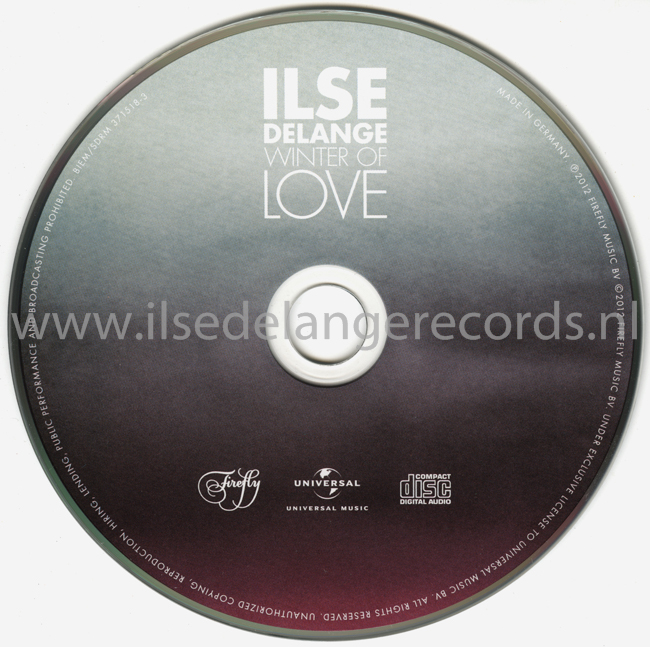 ILSE
DELANGE
WINTER OF
LOVE
MADE IN GERMANY. ℗2012 FIREFLY MUSIC BV ©2012 FIREFLY MUSIC BV. UNDER EXCLUSIVE LICENSE TO UNIVERSAL MUSIC BV. ALL RIGHTS RESERVED. UNAUTHORIZED COPYING, REPRODUCTION, HIRING, LENDING, PUBLIC PERFORMANCE AND BROADCASTING PROHIBITED. BIEM/SDRM 371518-3
www.ilsedelangerecords.nl
Firefly
UNIVERSAL
UNIVERSAL MUSIC
COMPACT
disc
DIGITAL AUDIO